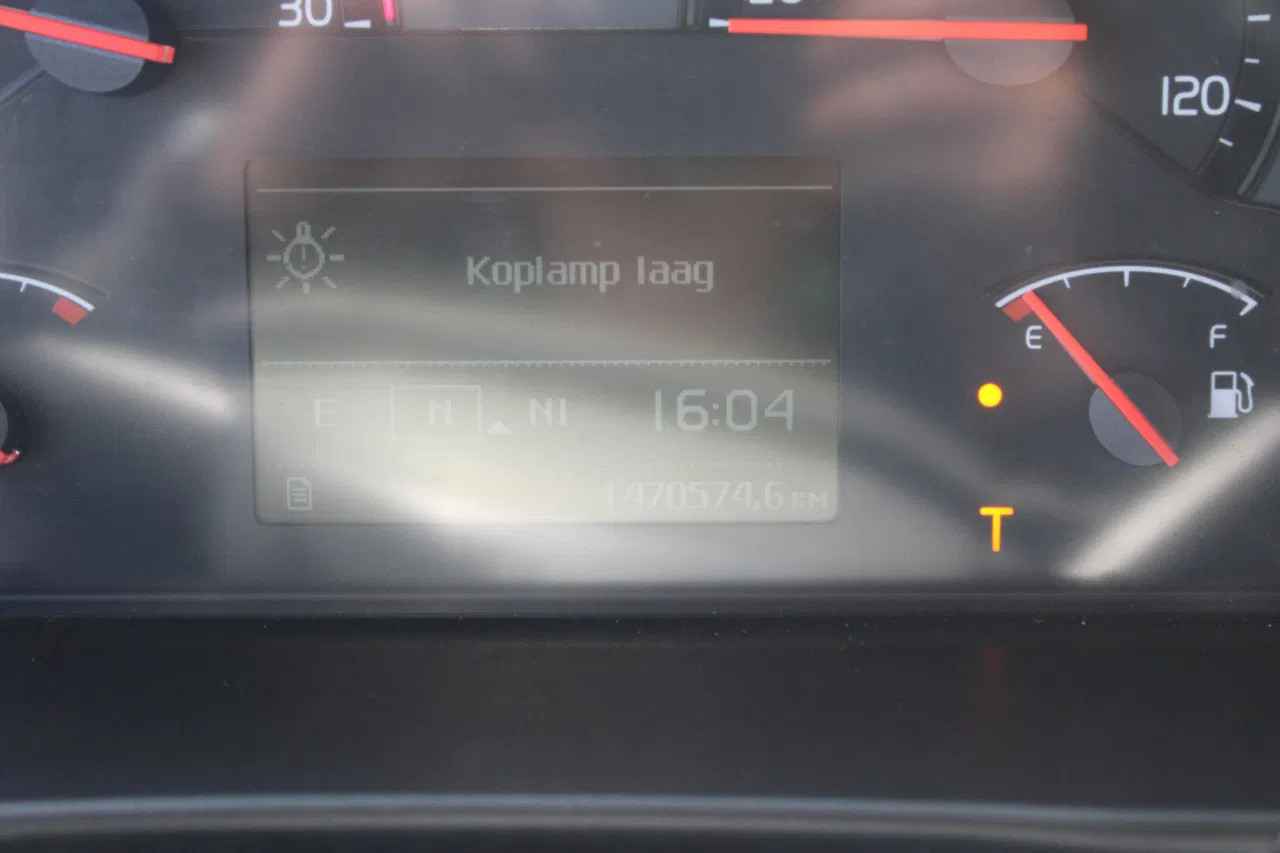 30
120
Koplamp laag
E F
E N N1
16:04
1470574,6 KM
T